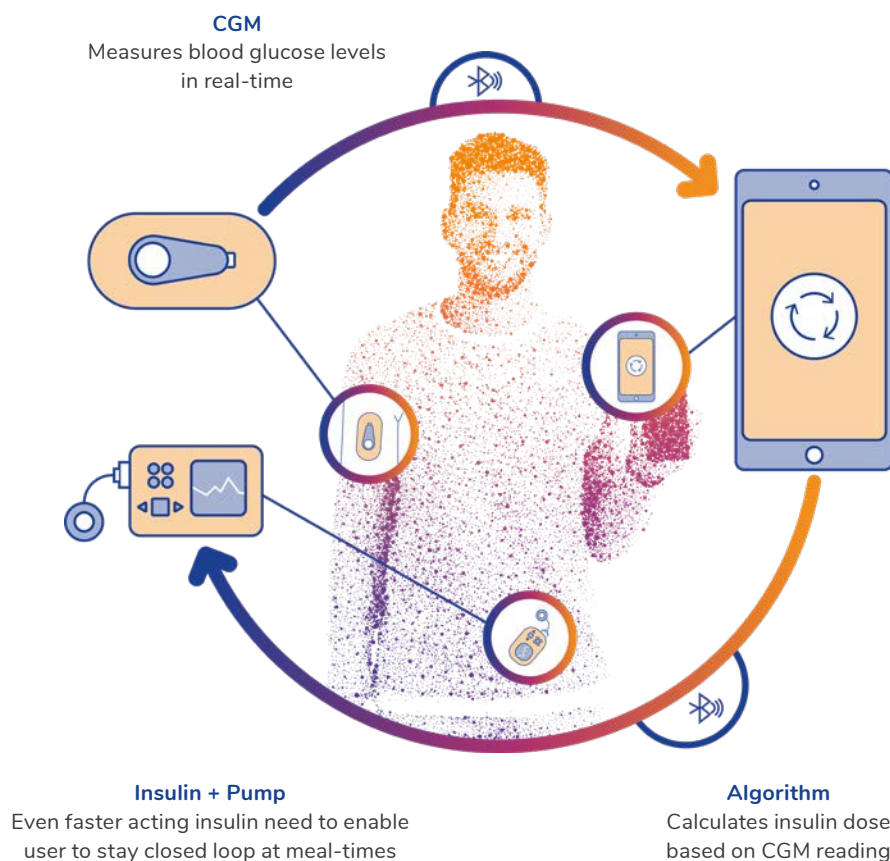 CGM
Measures blood glucose levels
in real-time
Insulin + Pump
Even faster acting insulin need to enable
user to stay closed loop at meal-times
Algorithm
Calculates insulin dose
based on CGM reading